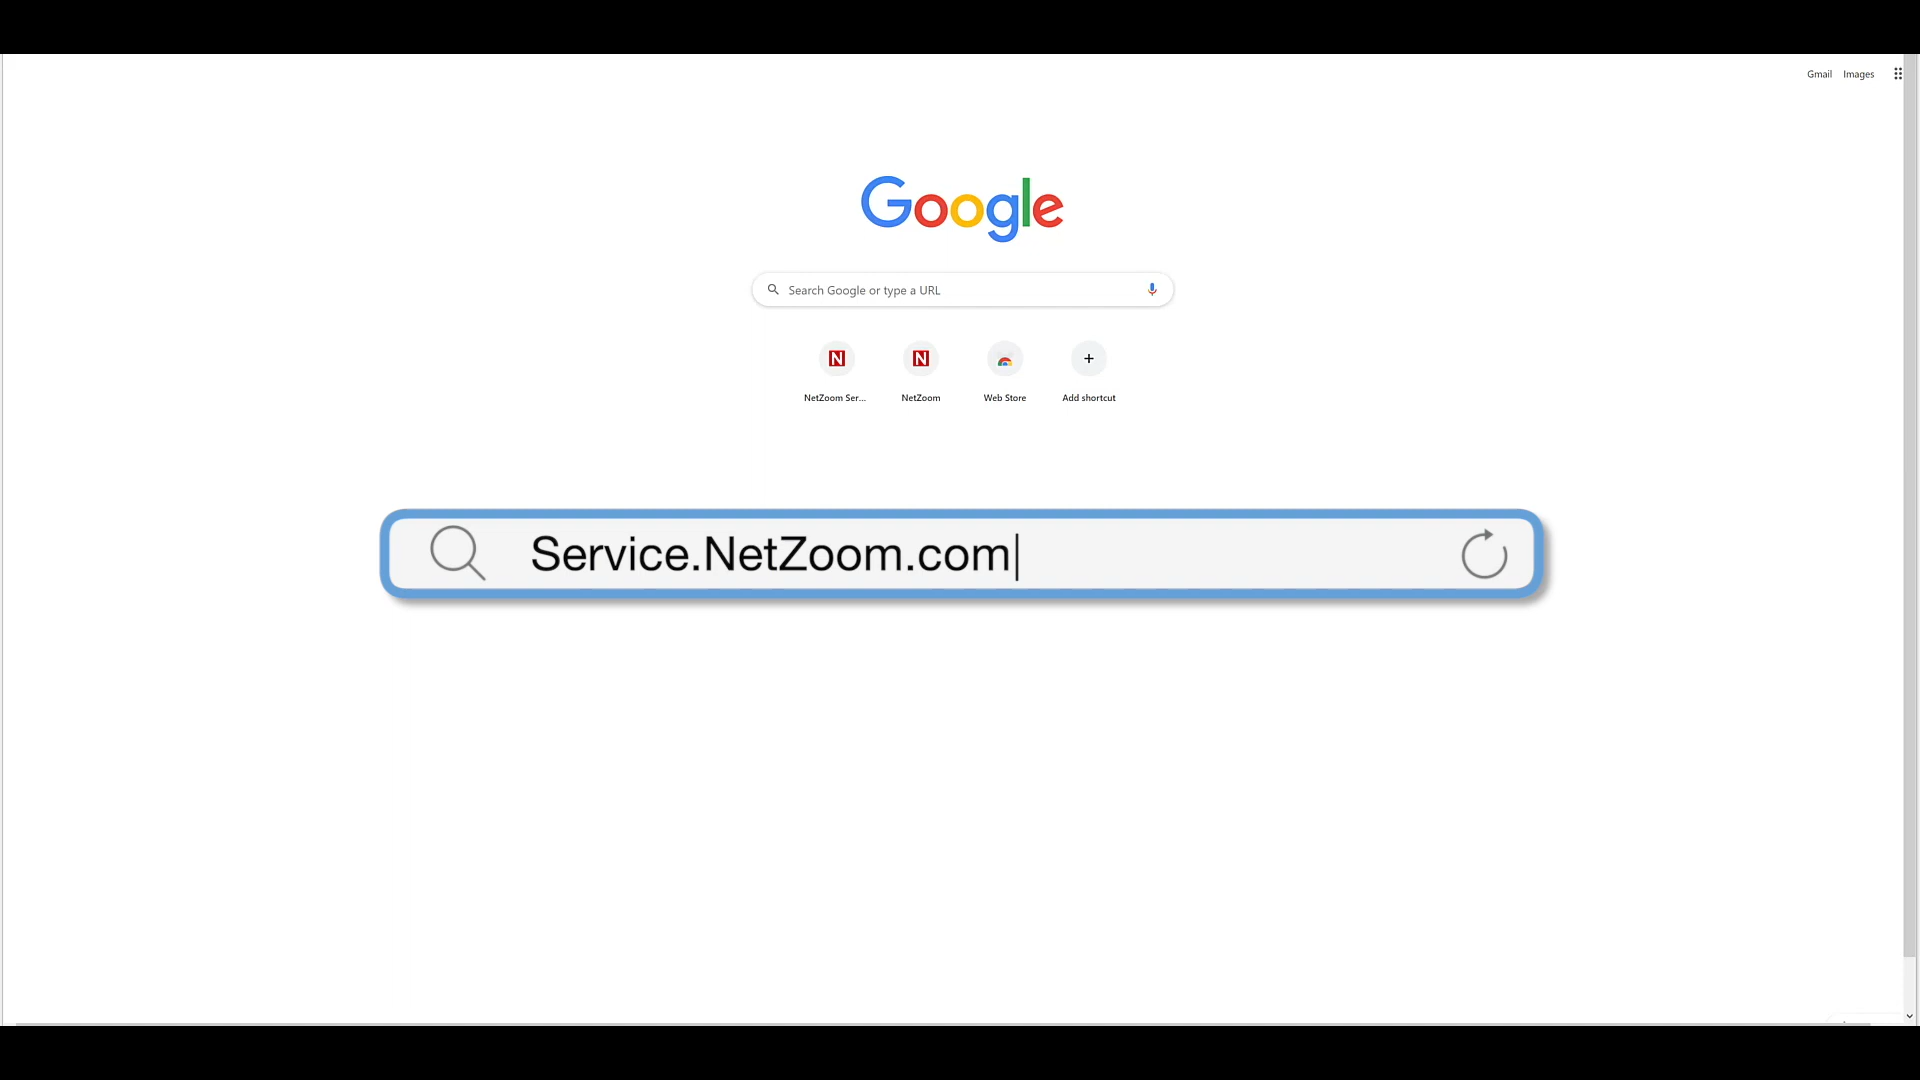 Gmail Images
Google
Search Google or type a URL
N N
NetZoom Ser... NetZoom Web Store Add shortcut
Service.NetZoom.com